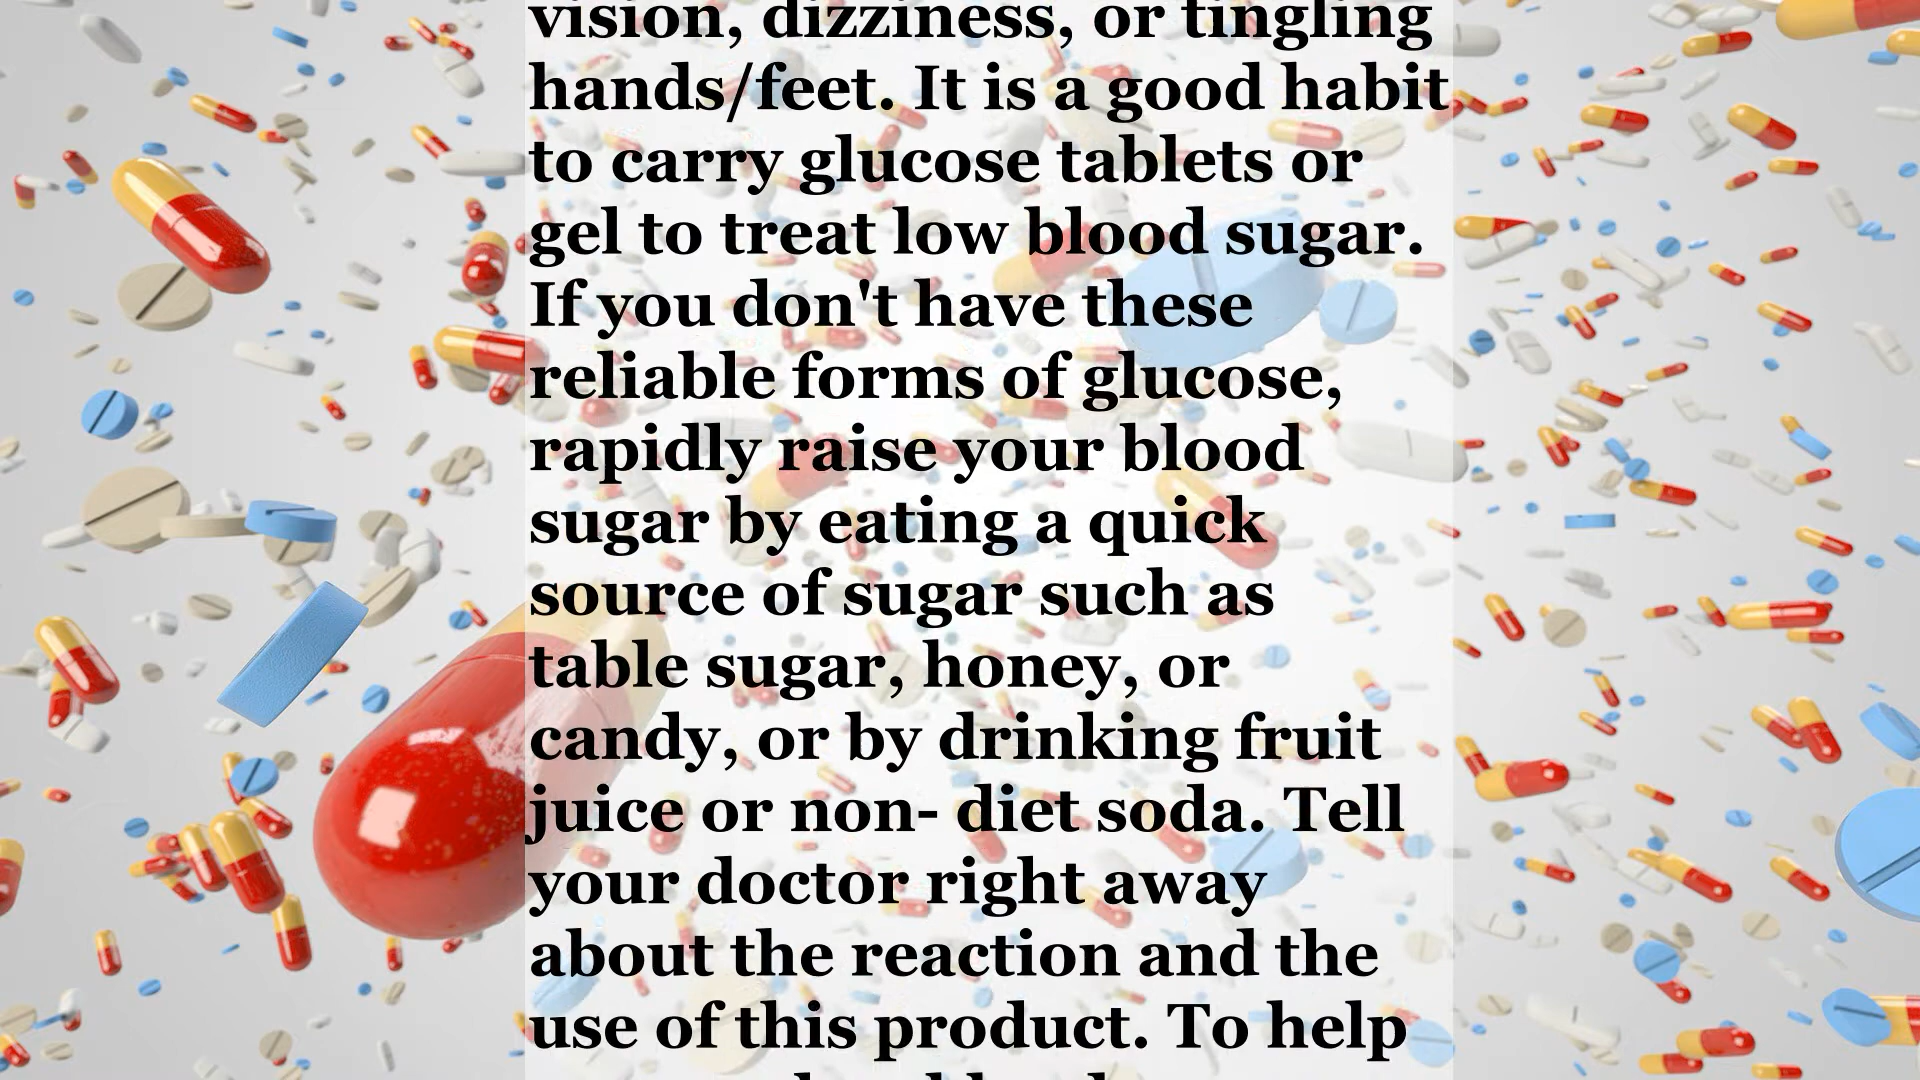 vision, dizziness, or tingling
hands/feet. It is a good habit
to carry glucose tablets or
gel to treat low blood sugar.
If you don't have these
reliable forms of glucose,
rapidly raise your blood
sugar by eating a quick
source of sugar such as
table sugar, honey, or
candy, or by drinking fruit
juice or non- diet soda. Tell
your doctor right away
about the reaction and the
use of this product. To help